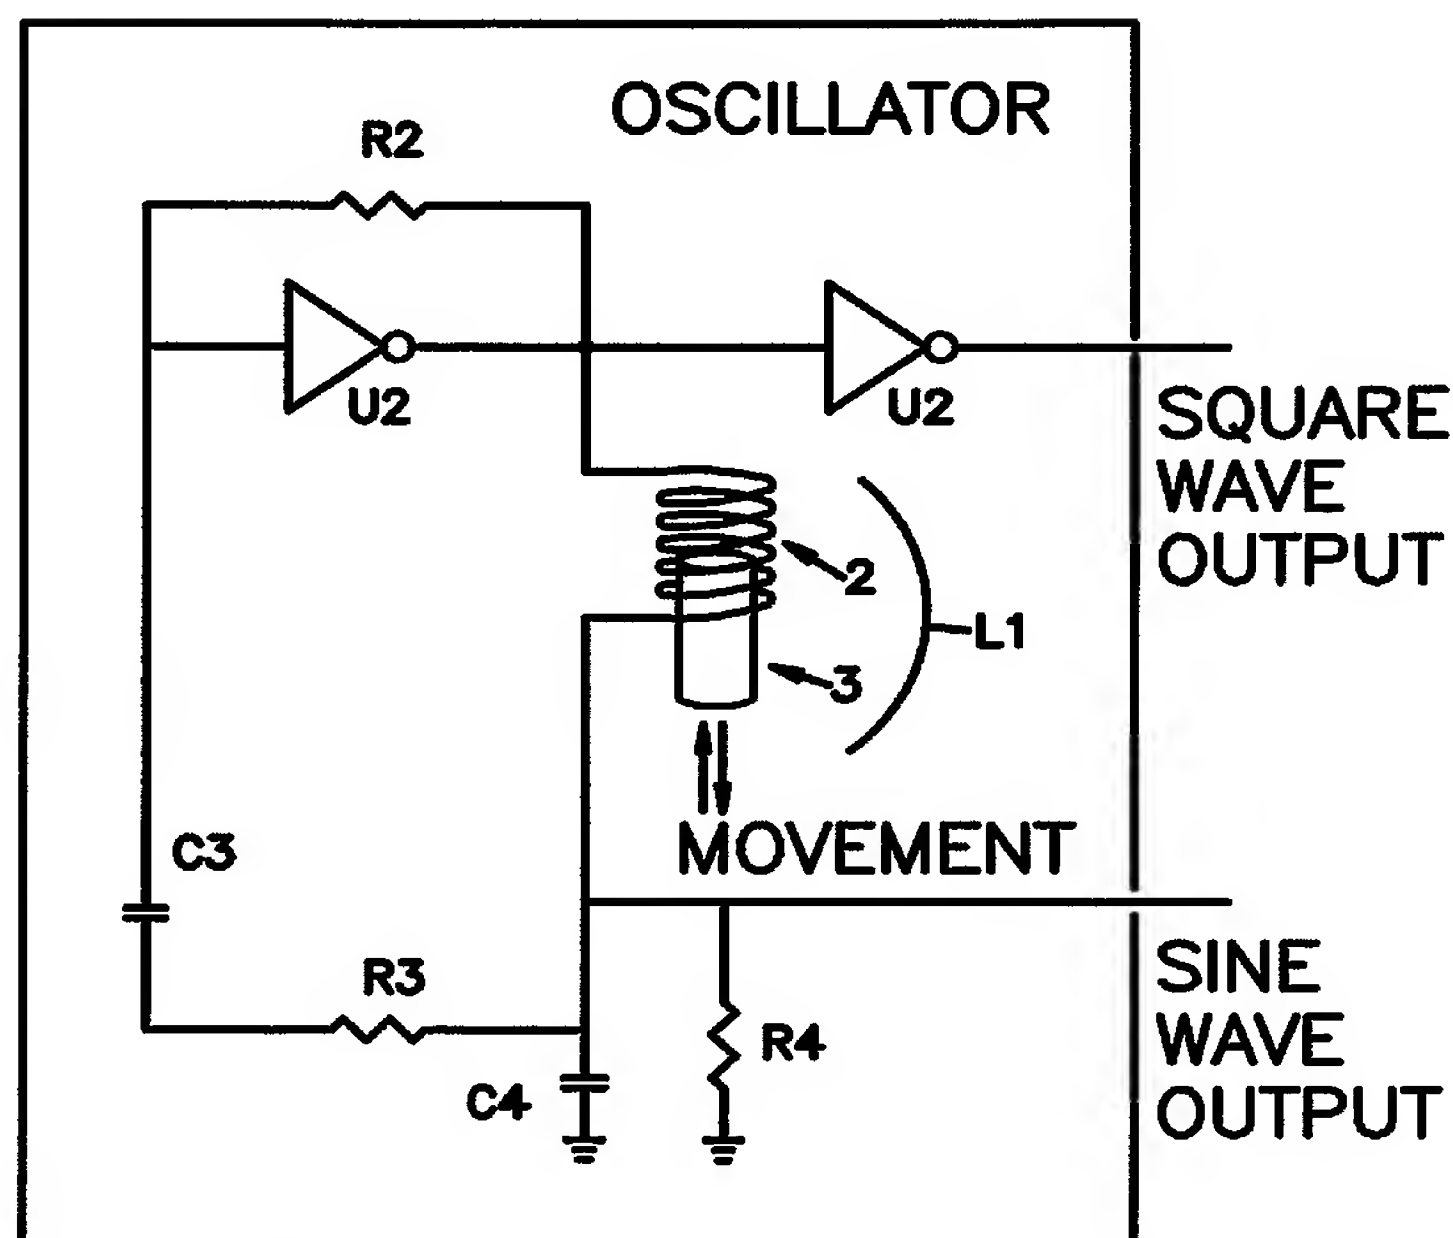 OSCILLATOR
R2
U2
U2
SQUARE
WAVE
OUTPUT
2
L1
3
MOVEMENT
C3
R3
SINE
WAVE
OUTPUT
R4
C4